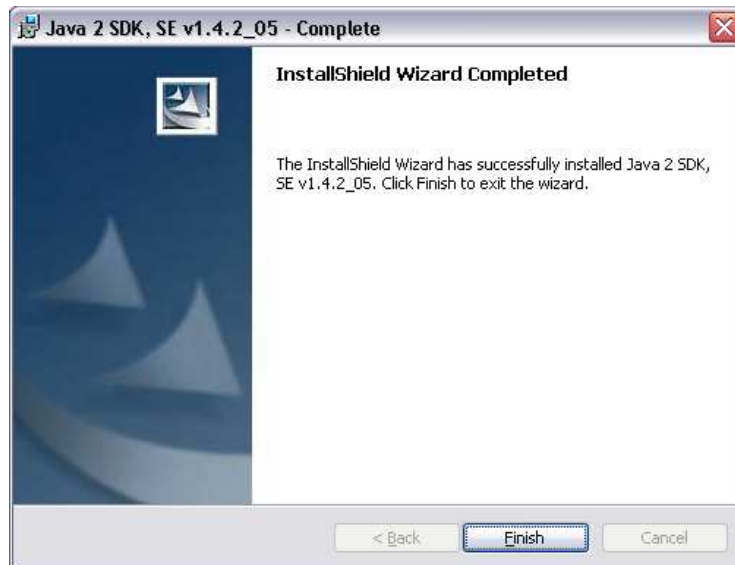 Java 2 SDK, SE v1.4.2_05 - Complete
InstallShield Wizard Completed
The InstallShield Wizard has successfully installed Java 2 SDK,
SE v1.4.2_05. Click Finish to exit the wizard.
< Back Finish Cancel